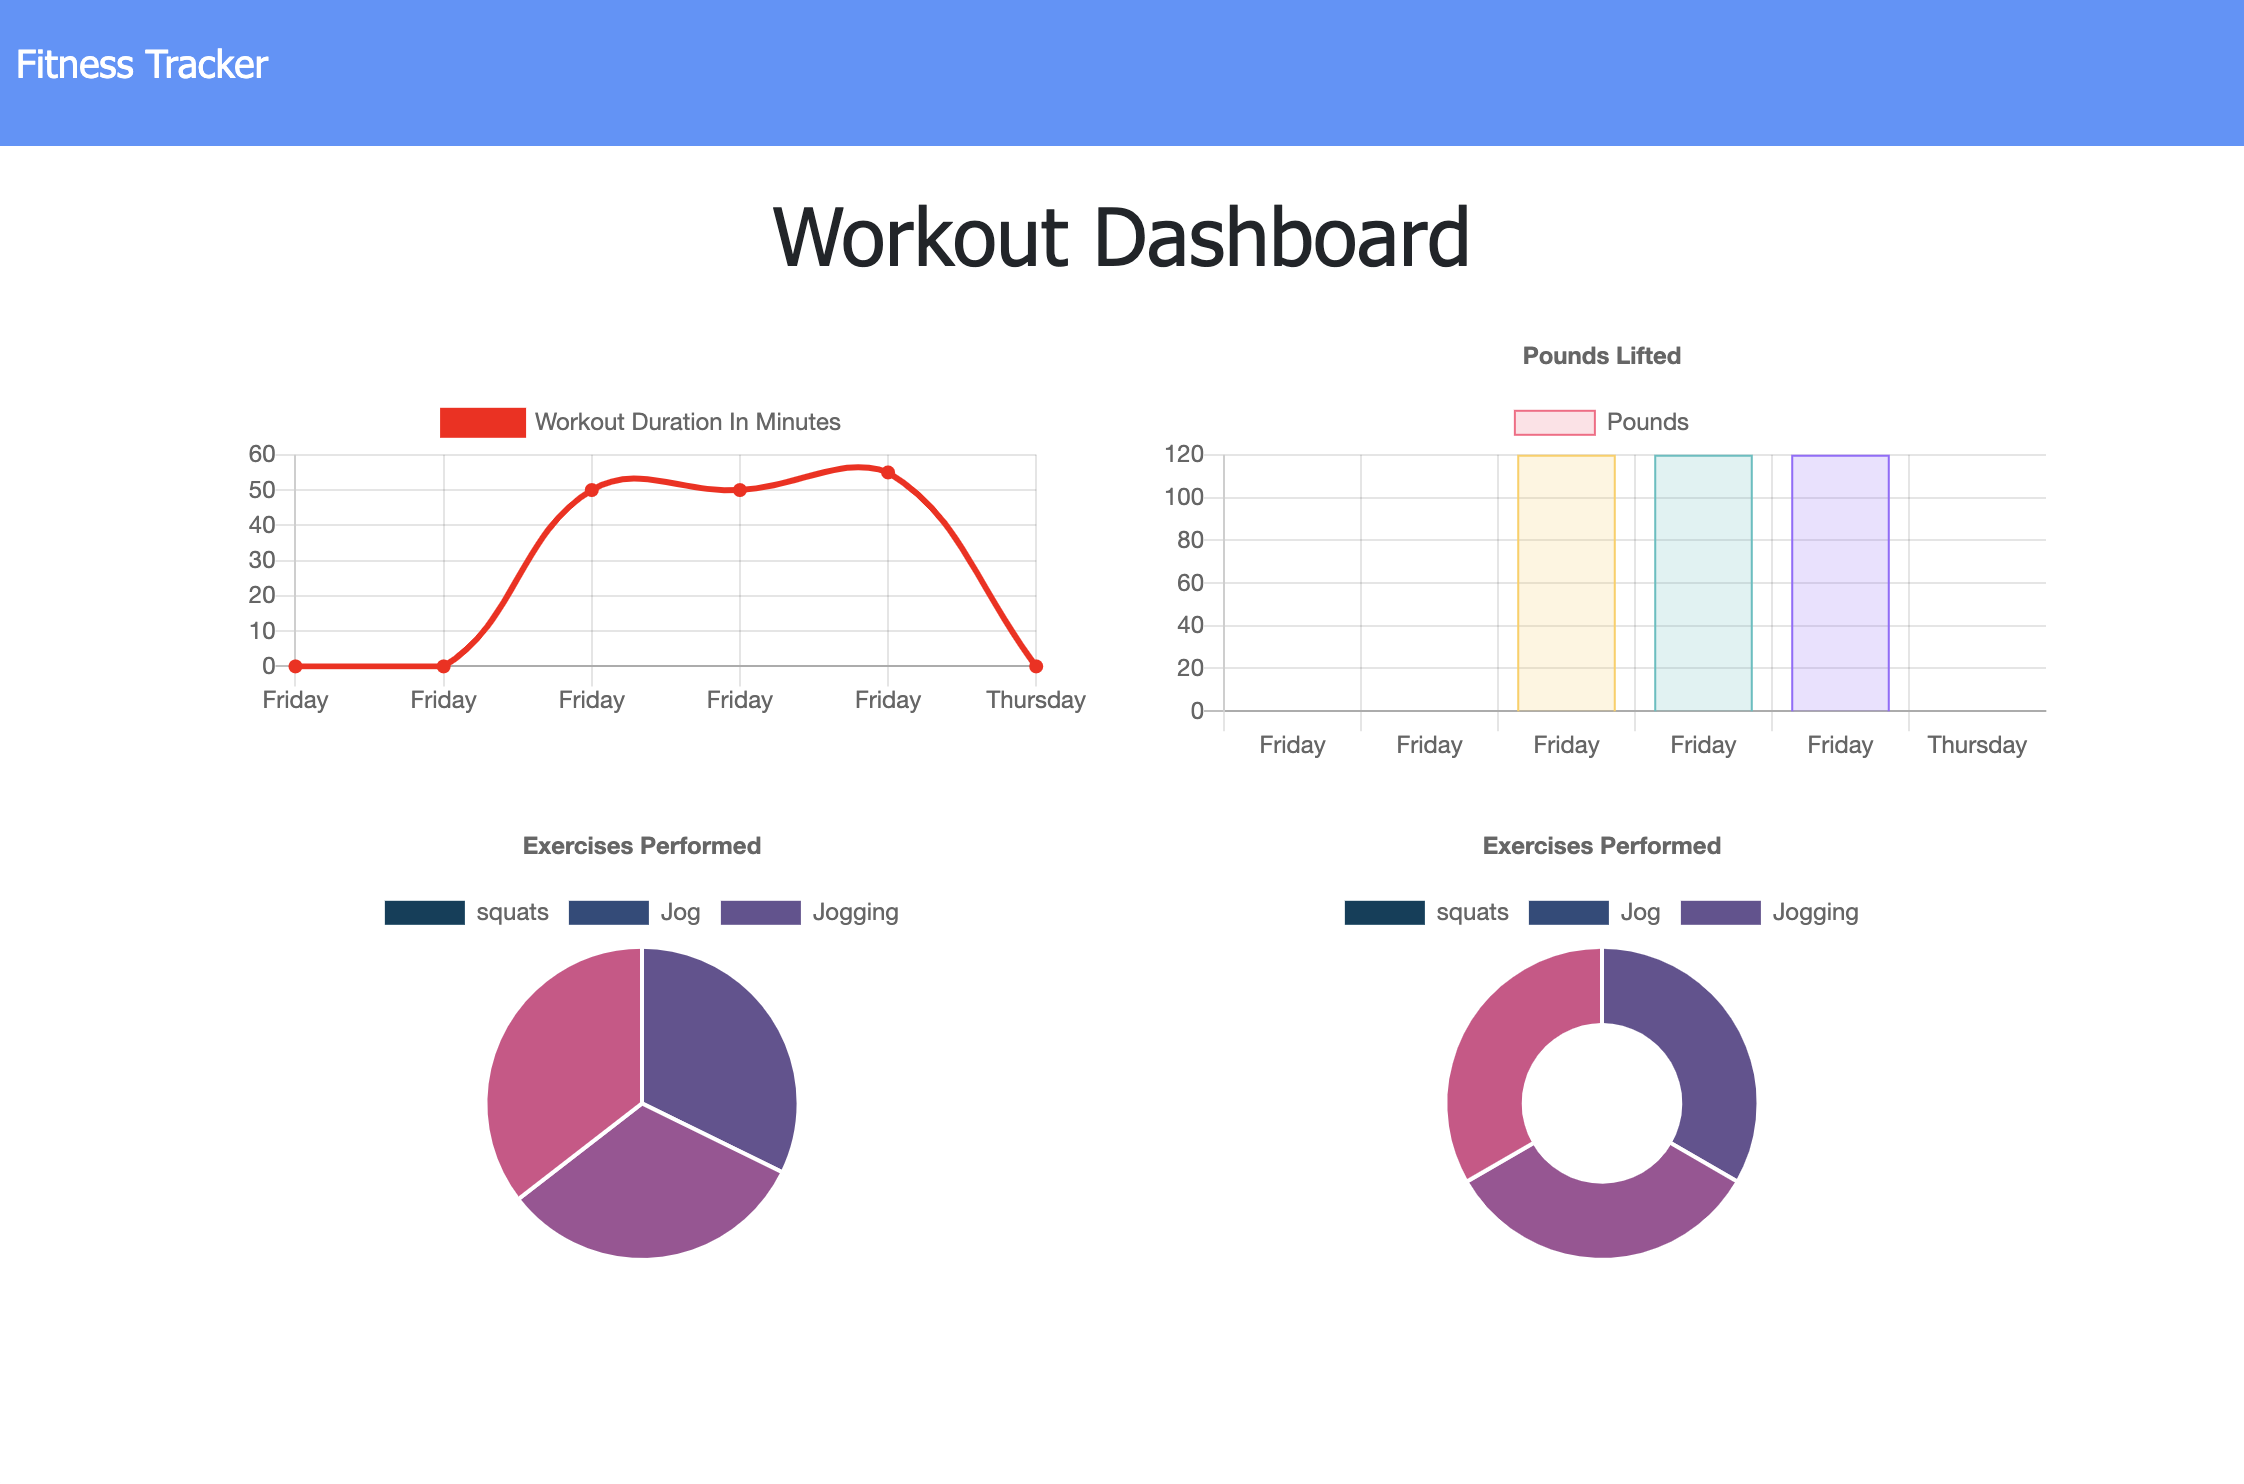 Fitness Tracker
Workout Dashboard
Workout Duration In Minutes
60
50
40
30
20
10
0
Friday Friday Friday Friday Friday Thursday
Pounds Lifted
Pounds
120
100
80
60
40
20
0
Friday Friday Friday Friday Friday Thursday
Exercises Performed
squats Jog Jogging
Exercises Performed
squats Jog Jogging